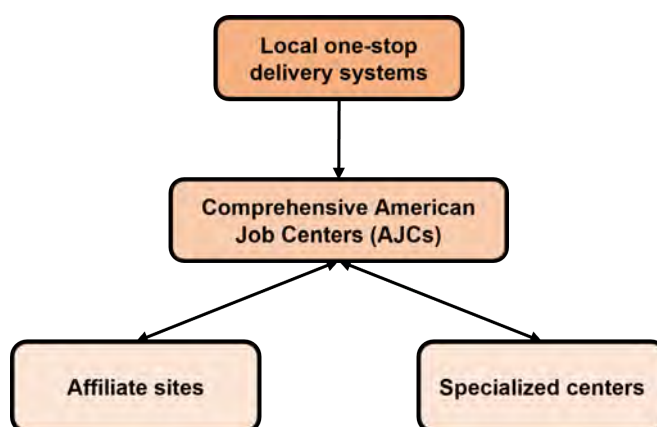 Local one-stop
delivery systems
Comprehensive American
Job Centers (AJCs)
Affiliate sites
Specialized centers